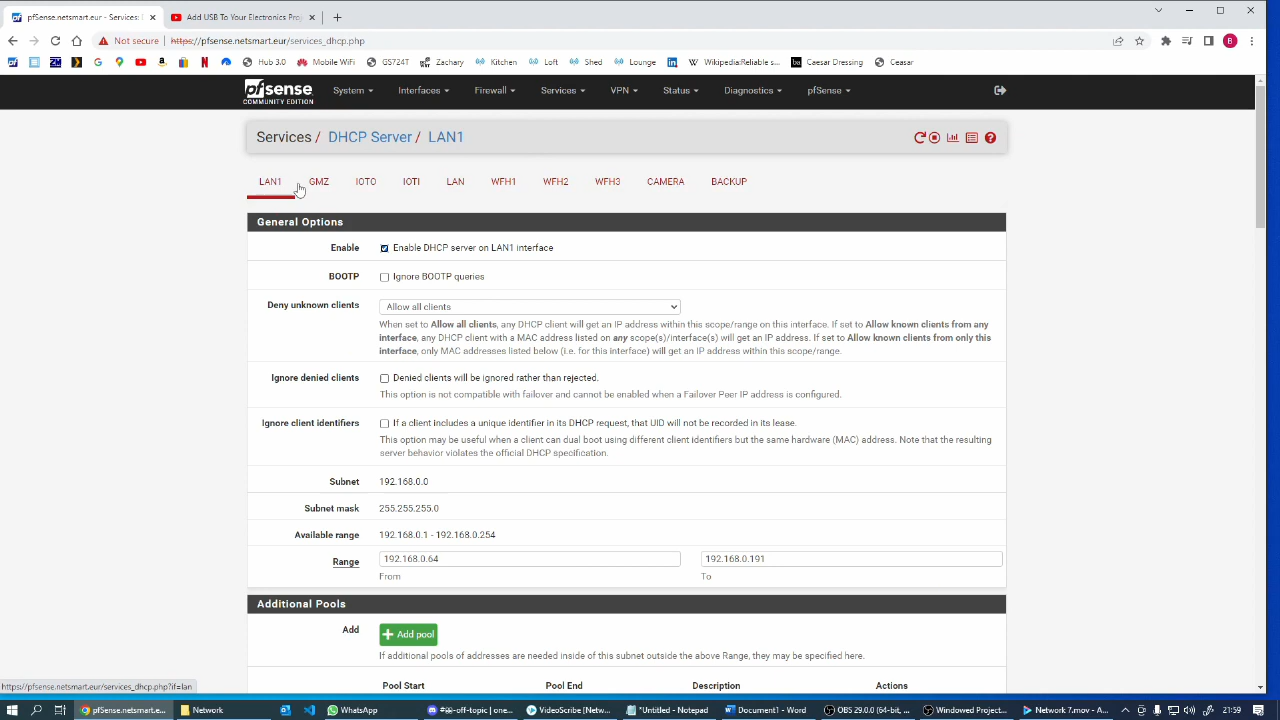 pfSense.netsmart.eur - Services: 
Add USB To Your Electronics Proj
Not secure https://pfsense.netsmart.eur/services_dhcp.php
B
Hub 3.0 Mobile WiFi GS724T Zachary Kitchen Loft Shed Lounge Wikipedia:Reliable s... Caesar Dressing Ceasar
pfsense
COMMUNITY EDITION
System Interfaces Firewall Services VPN Status Diagnostics pfSense
Services / DHCP Server / LAN1
LAN1 GMZ IOT0 IOTI LAN WFH1 WFH2 WFH3 CAMERA BACKUP
General Options
Enable Enable DHCP server on LAN1 interface
BOOTP Ignore BOOTP queries
Deny unknown clients Allow all clients
When set to Allow all clients, any DHCP client will get an IP address within this scope/range on this interface. If set to Allow known clients from any
interface, any DHCP client with a MAC address listed on any scope(s)/interface(s) will get an IP address. If set to Allow known clients from only this
interface, only MAC addresses listed below (i.e. for this interface) will get an IP address within this scope/range.
Ignore denied clients Denied clients will be ignored rather than rejected.
This option is not compatible with failover and cannot be enabled when a Failover Peer IP address is configured.
Ignore client identifiers If a client includes a unique identifier in its DHCP request, that UID will not be recorded in its lease.
This option may be useful when a client can dual boot using different client identifiers but the same hardware (MAC) address. Note that the resulting
server behavior violates the official DHCP specification.
Subnet 192.168.0.0
Subnet mask 255.255.255.0
Available range 192.168.0.1 - 192.168.0.254
Range 192.168.0.64 192.168.0.191
From To
Additional Pools
Add Add pool
If additional pools of addresses are needed inside of this subnet outside the above Range, they may be specified here.
Pool Start Pool End Description Actions
https://pfsense.netsmart.eur/services_dhcp.php?if=lan
pfSense.netsmart.e... Network WhatsApp off-topic | one... VideoScribe [Netw... *Untitled - Notepad Document1 - Word OBS 29.0.0 (64-bit, ... Windowed Projec... Network 7.mov - A... ENG 21:59